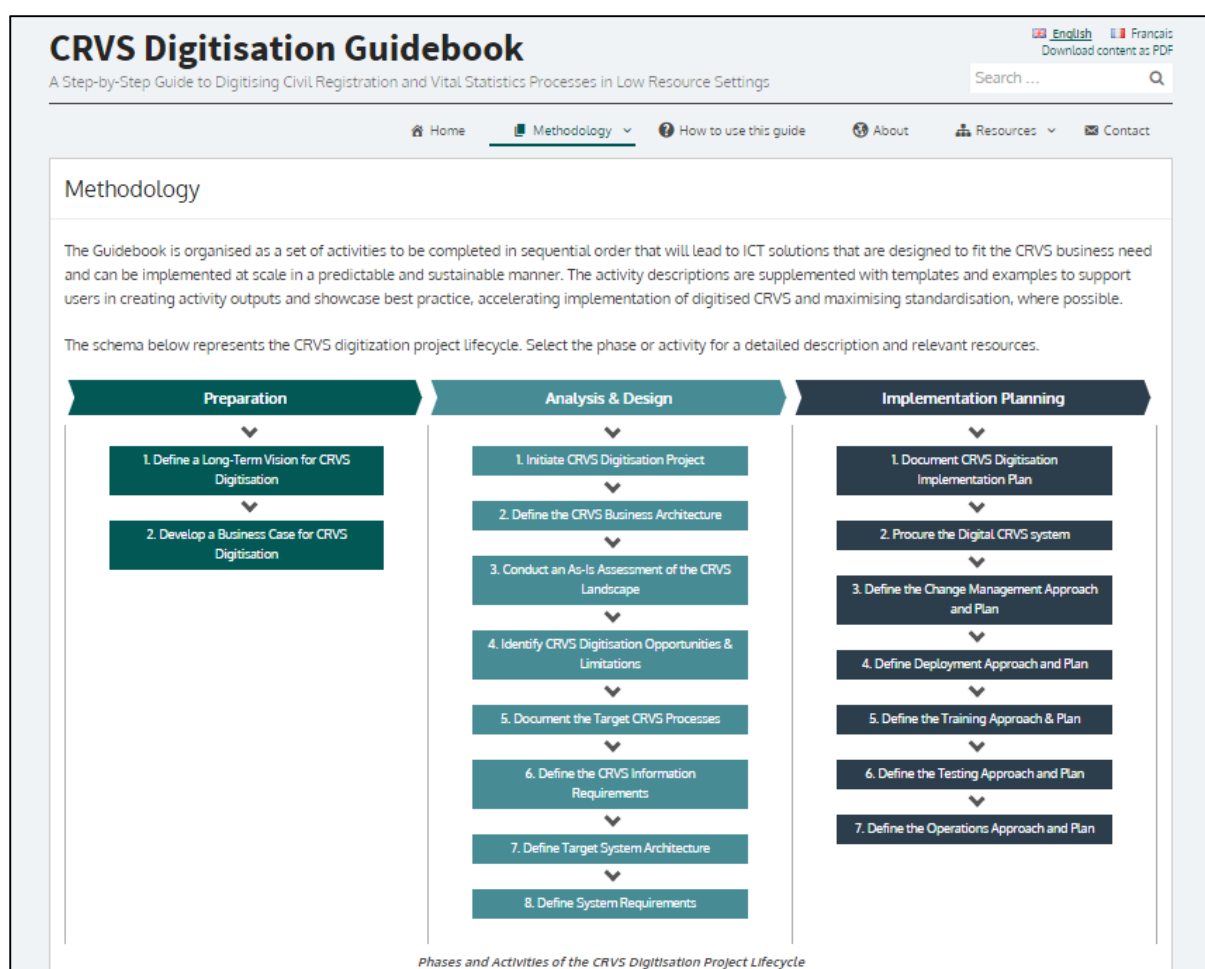 CRVS Digitisation Guidebook
English Français
Download content as PDF
A Step-by-Step Guide to Digitising Civil Registration and Vital Statistics Processes in Low Resource Settings
Search ...
Home Methodology How to use this guide About Resources Contact
Methodology
The Guidebook is organised as a set of activities to be completed in sequential order that will lead to ICT solutions that are designed to fit the CRVS business need
and can be implemented at scale in a predictable and sustainable manner. The activity descriptions are supplemented with templates and examples to support
users in creating activity outputs and showcase best practice, accelerating implementation of digitised CRVS and maximising standardisation, where possible.
The schema below represents the CRVS digitization project lifecycle. Select the phase or activity for a detailed description and relevant resources.
Preparation
1. Define a Long-Term Vision for CRVS
Digitisation
2. Develop a Business Case for CRVS
Digitisation
Analysis & Design
1. Initiate CRVS Digitisation Project
2. Define the CRVS Business Architecture
3. Conduct an As-Is Assessment of the CRVS
Landscape
4. Identify CRVS Digitisation Opportunities &
Limitations
5. Document the Target CRVS Processes
6. Define the CRVS Information
Requirements
7. Define Target System Architecture
8. Define System Requirements
Implementation Planning
1. Document CRVS Digitisation
Implementation Plan
2. Procure the Digital CRVS system
3. Define the Change Management Approach
and Plan
4. Define Deployment Approach and Plan
5. Define the Training Approach & Plan
6. Define the Testing Approach and Plan
7. Define the Operations Approach and Plan
Phases and Activities of the CRVS Digitisation Project Lifecycle